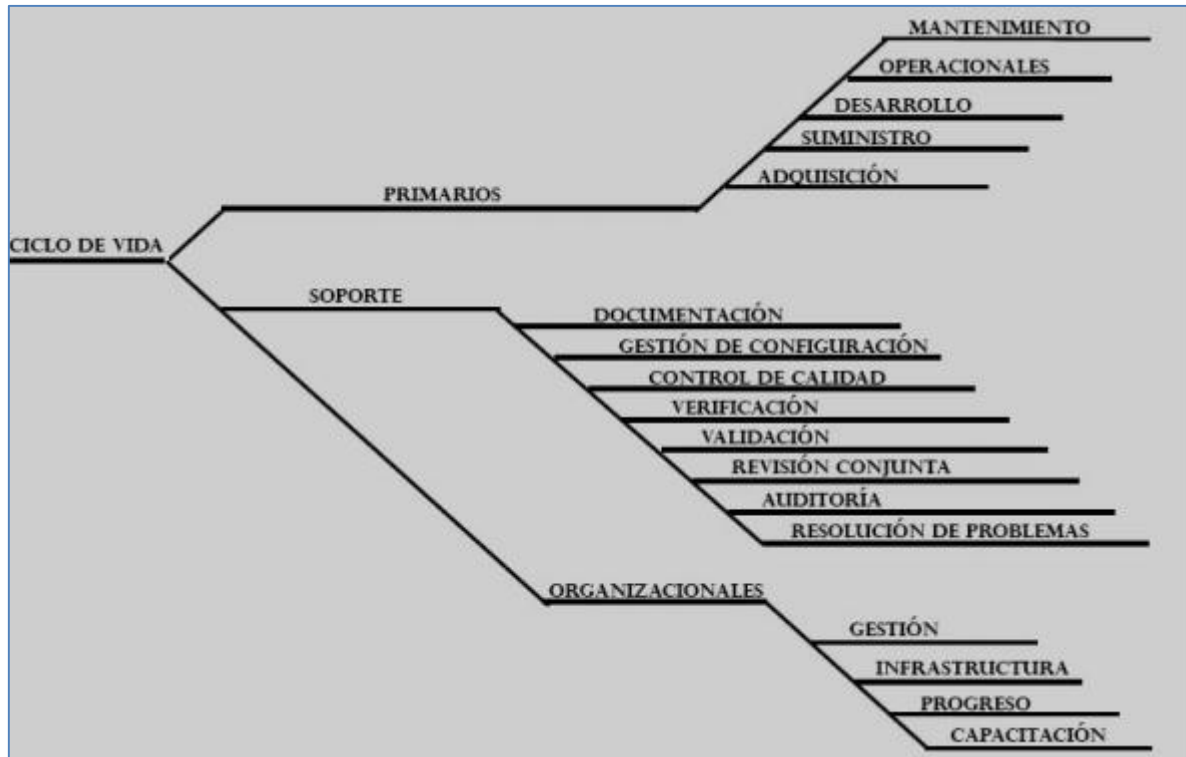 MANTENIMIENTO
OPERACIONALES
DESARROLLO
SUMINISTRO
ADQUISICIÓN
PRIMARIOS
CICLO DE VIDA
SOPORTE
DOCUMENTACIÓN
GESTIÓN DE CONFIGURACIÓN
CONTROL DE CALIDAD
VERIFICACIÓN
VALIDACIÓN
REVISIÓN CONJUNTA
AUDITORÍA
RESOLUCIÓN DE PROBLEMAS
ORGANIZACIONALES
GESTIÓN
INFRASTRUCTURA
PROGRESO
CAPACITACIÓN